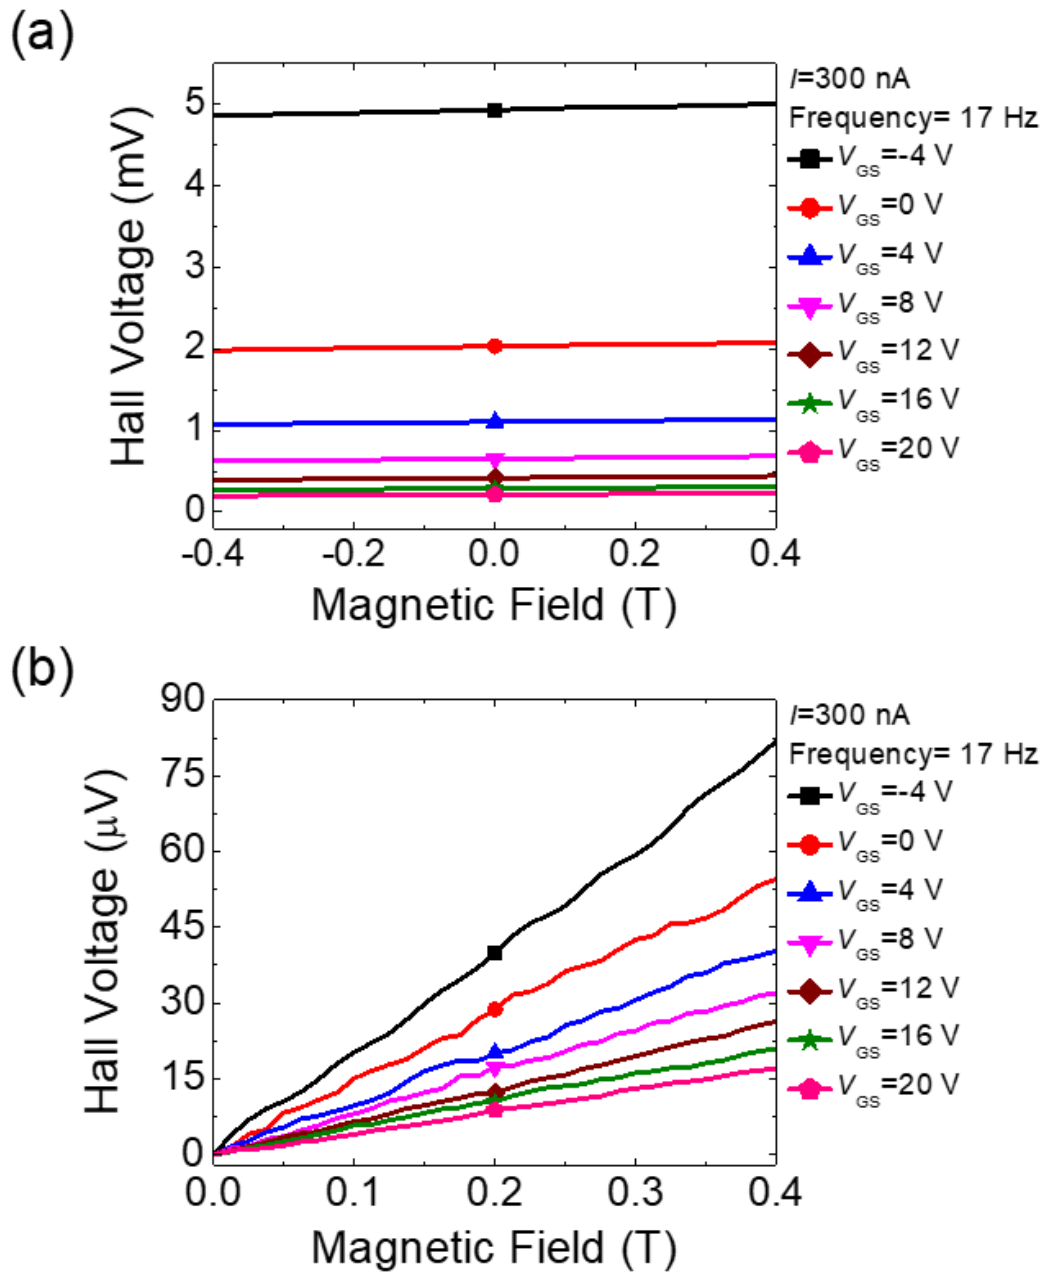 (a)
Hall Voltage (mV)
5
4
3
2
1
0
-0.4 -0.2 0.0 0.2 0.4
Magnetic Field (T)
I=300 nA
Frequency= 17 Hz
VGS=-4 V
VGS=0 V
VGS=4 V
VGS=8 V
VGS=12 V
VGS=16 V
VGS=20 V
(b)
Hall Voltage (μV)
90
75
60
45
30
15
0
0.0 0.1 0.2 0.3 0.4
Magnetic Field (T)
I=300 nA
Frequency= 17 Hz
VGS=-4 V
VGS=0 V
VGS=4 V
VGS=8 V
VGS=12 V
VGS=16 V
VGS=20 V